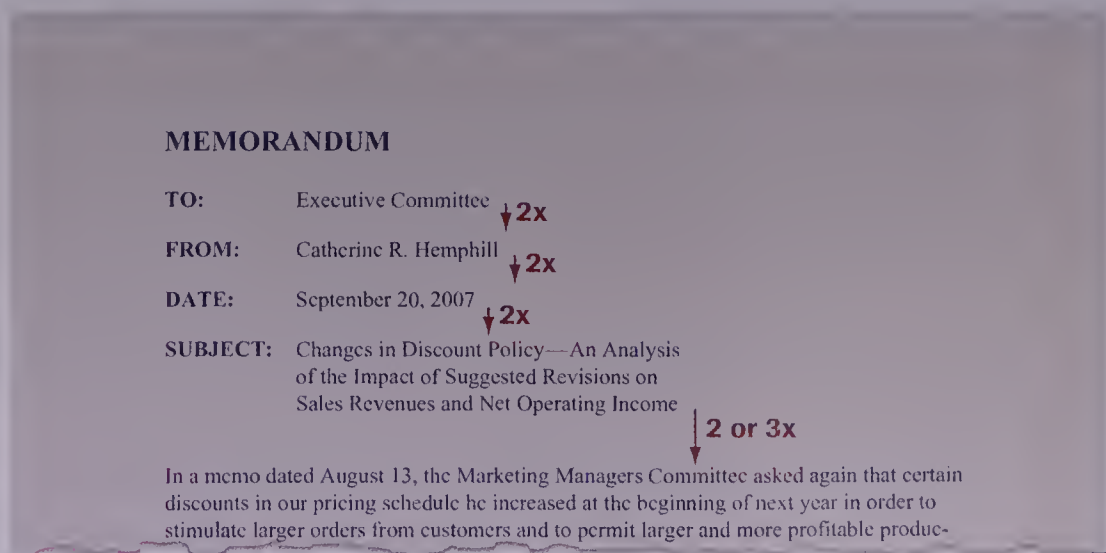 MEMORANDUM
TO: Executive Committee
2x
FROM: Catherine R. Hemphill
2x
DATE: September 20, 2007
2x
SUBJECT: Changes in Discount Policy—An Analysis
of the Impact of Suggested Revisions on
Sales Revenues and Net Operating Income
2 or 3x
In a memo dated August 13, the Marketing Managers Committee asked again that certain
discounts in our pricing schedule be increased at the beginning of next year in order to
stimulate larger orders from customers and to permit larger and more profitable produc-